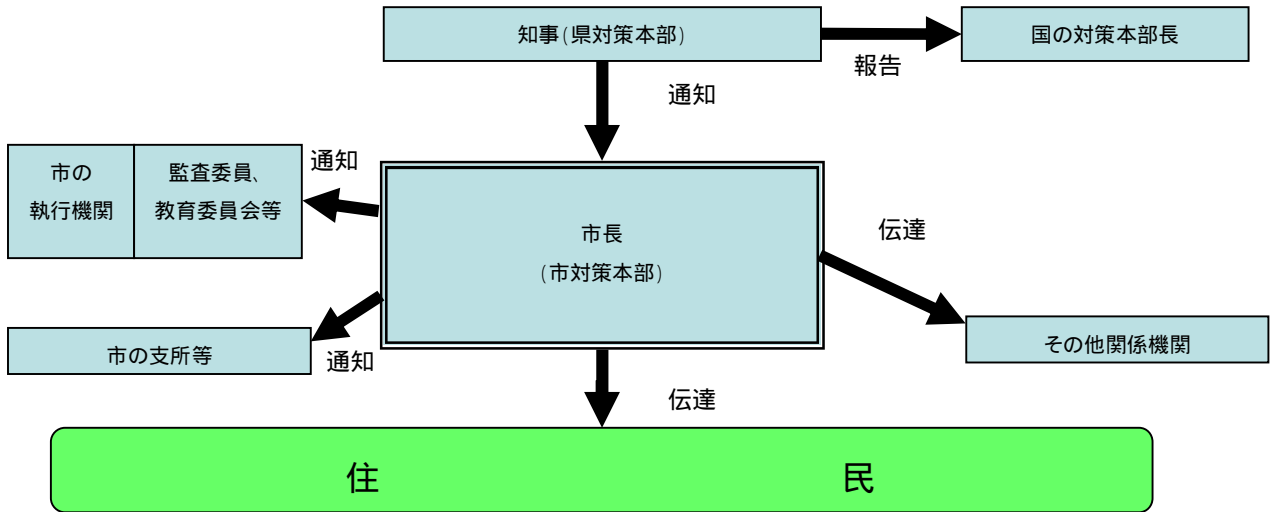 知事(県対策本部)
国の対策本部長
報告
通知
市の
執行機関
監査委員、
教育委員会等
通知
市長
(市対策本部)
伝達
市の支所等
通知
その他関係機関
伝達
住 民